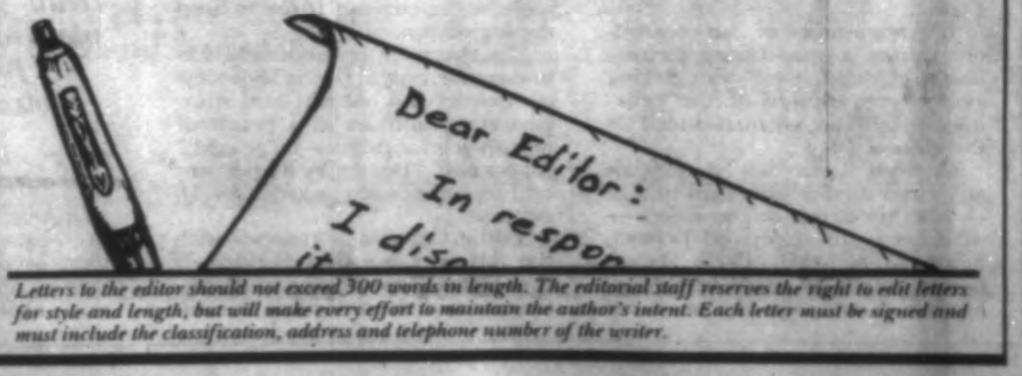 Dear Editor:
In respon
I disa
it
Letters to the editor should not exceed 300 words in length. The editorial staff reserves the right to edit letters
for style and length, but will make every effort to maintain the author's intent. Each letter must be signed and
must include the classification, address and telephone number of the writer.